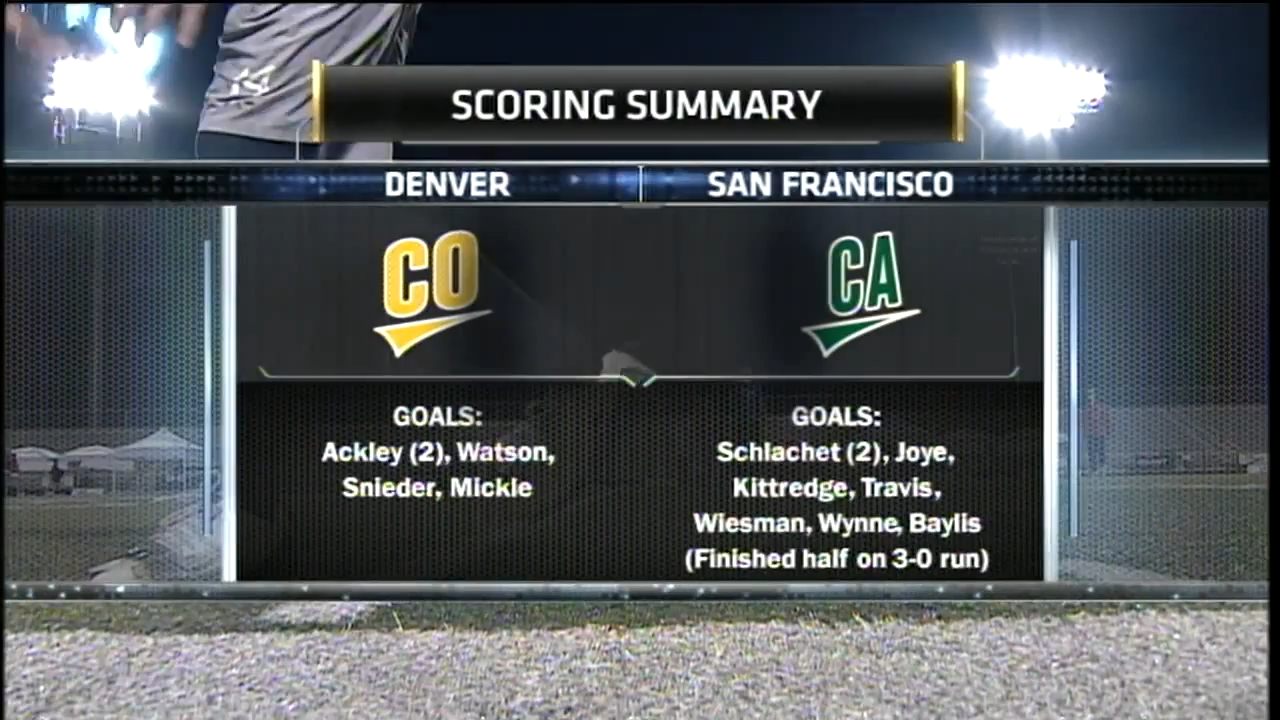 SCORING SUMMARY
DENVER
SAN FRANCISCO
CO
CA
GOALS:
Ackley (2), Watson,
Snieder, Mickle
GOALS:
Schlachet (2), Joye,
Kittredge, Travis,
Wiesman, Wynne, Baylis
(Finished half on 3-0 run)